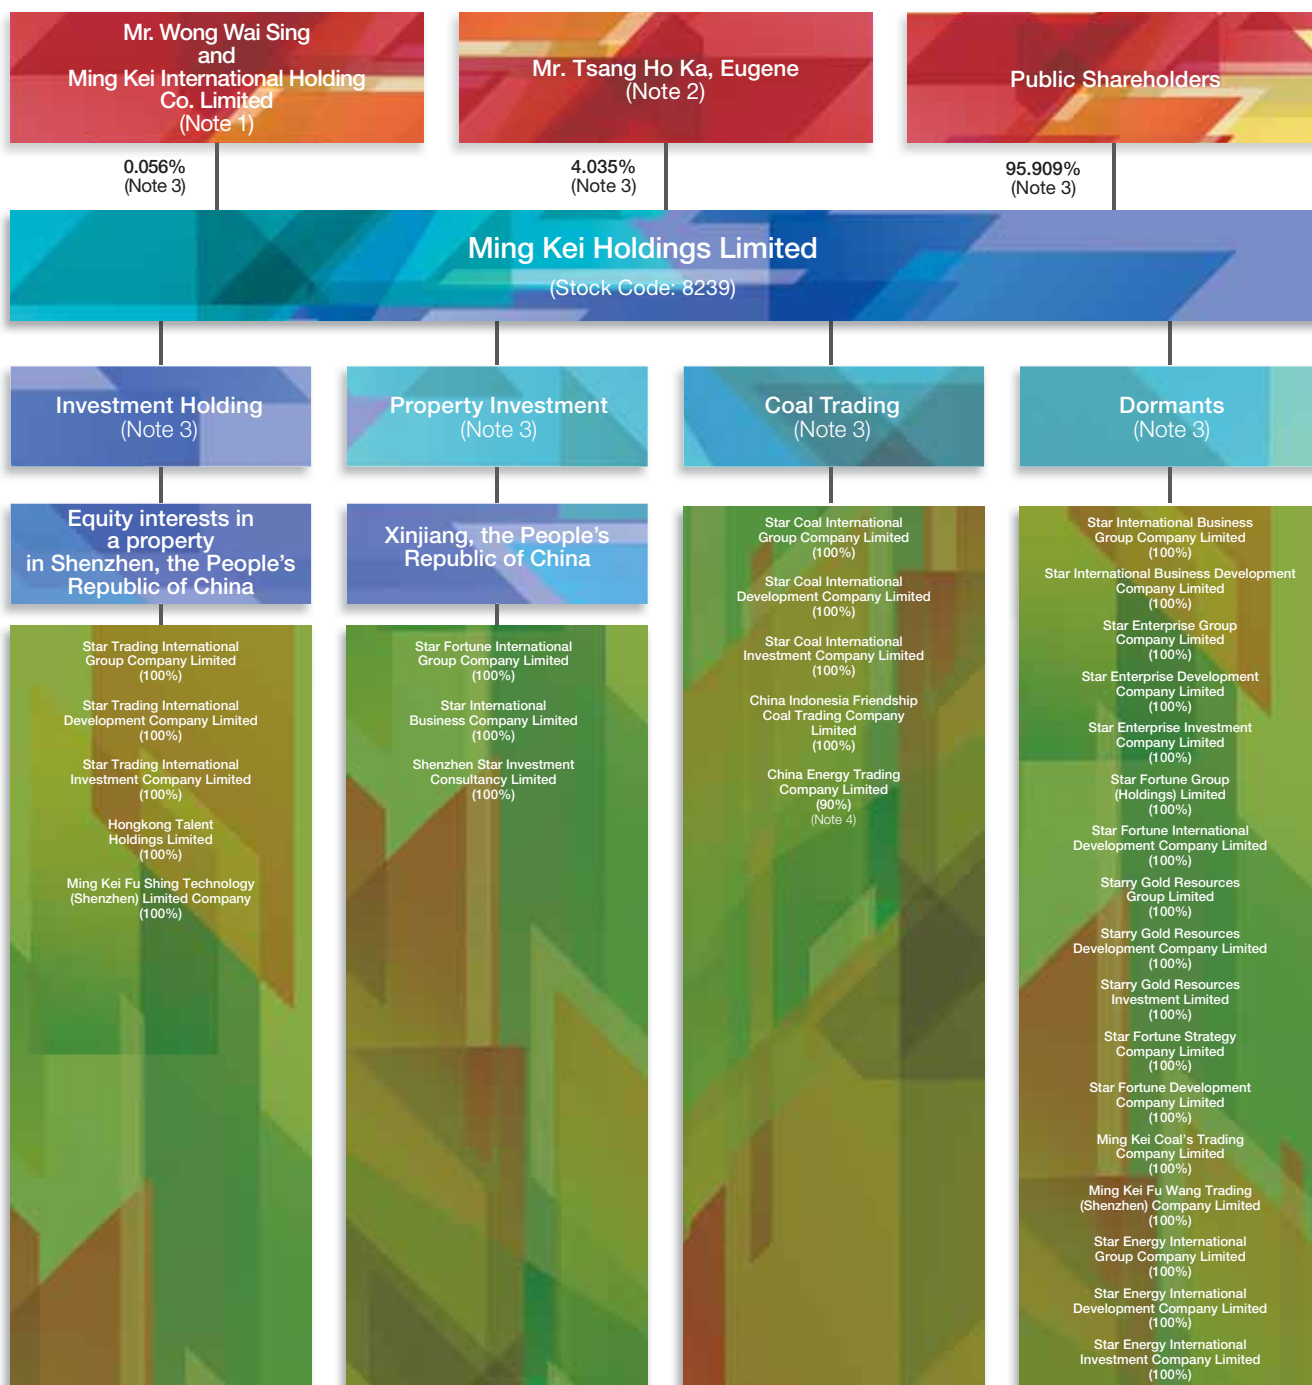 Mr. Wong Wai Sing
and
Ming Kei International Holding
Co. Limited
(Note 1)
Mr. Tsang Ho Ka, Eugene
(Note 2)
Public Shareholders
0.056%
(Note 3)
4.035%
(Note 3)
95.909%
(Note 3)
Ming Kei Holdings Limited
(Stock Code: 8239)
Investment Holding
(Note 3)
Property Investment
(Note 3)
Coal Trading
(Note 3)
Dormants
(Note 3)
Equity interests in
a property
in Shenzhen, the People's
Republic of China
Xinjiang, the People's
Republic of China
Star Trading International
Group Company Limited
(100%)
Star Trading International
Development Company Limited
(100%)
Star Trading International
Investment Company Limited
(100%)
Hongkong Talent
Holdings Limited
(100%)
Ming Kei Fu Shing Technology
(Shenzhen) Limited Company
(100%)
Star Fortune International
Group Company Limited
(100%)
Star International
Business Company Limited
(100%)
Shenzhen Star Investment
Consultancy Limited
(100%)
Star Coal International
Group Company Limited
(100%)
Star Coal International
Development Company Limited
(100%)
Star Coal International
Investment Company Limited
(100%)
China Indonesia Friendship
Coal Trading Company
Limited
(100%)
China Energy Trading
Company Limited
(90%)
(Note 4)
Star International Business
Group Company Limited
(100%)
Star International Business Development
Company Limited
(100%)
Star Enterprise Group
Company Limited
(100%)
Star Enterprise Development
Company Limited
(100%)
Star Enterprise Investment
Company Limited
(100%)
Star Fortune Group
(Holdings) Limited
(100%)
Star Fortune International
Development Company Limited
(100%)
Starry Gold Resources
Group Limited
(100%)
Starry Gold Resources
Development Company Limited
(100%)
Starry Gold Resources
Investment Limited
(100%)
Star Fortune Strategy
Company Limited
(100%)
Star Fortune Development
Company Limited
(100%)
Ming Kei Coal's Trading
Company Limited
(100%)
Ming Kei Fu Wang Trading
(Shenzhen) Company Limited
(100%)
Star Energy International
Group Company Limited
(100%)
Star Energy International
Development Company Limited
(100%)
Star Energy International
Investment Company Limited
(100%)